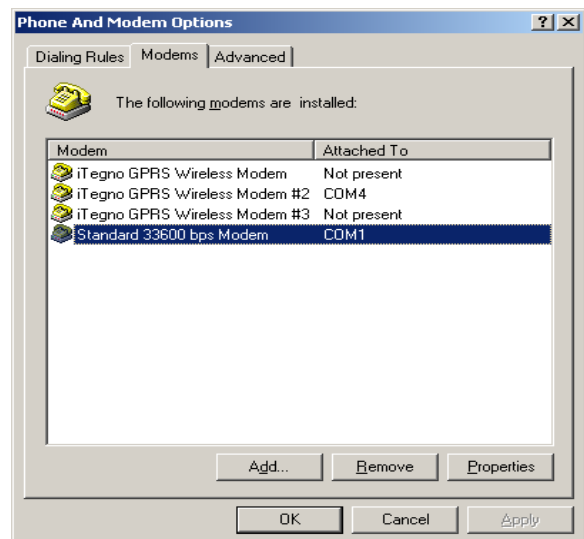 Phone And Modem Options
Dialing Rules Modems Advanced
The following modems are installed:
Modem Attached To
iTegno GPRS Wireless Modem Not present
iTegno GPRS Wireless Modem #2 COM4
iTegno GPRS Wireless Modem #3 Not present
Standard 33600 bps Modem COM1
Add... Remove Properties
OK Cancel Apply